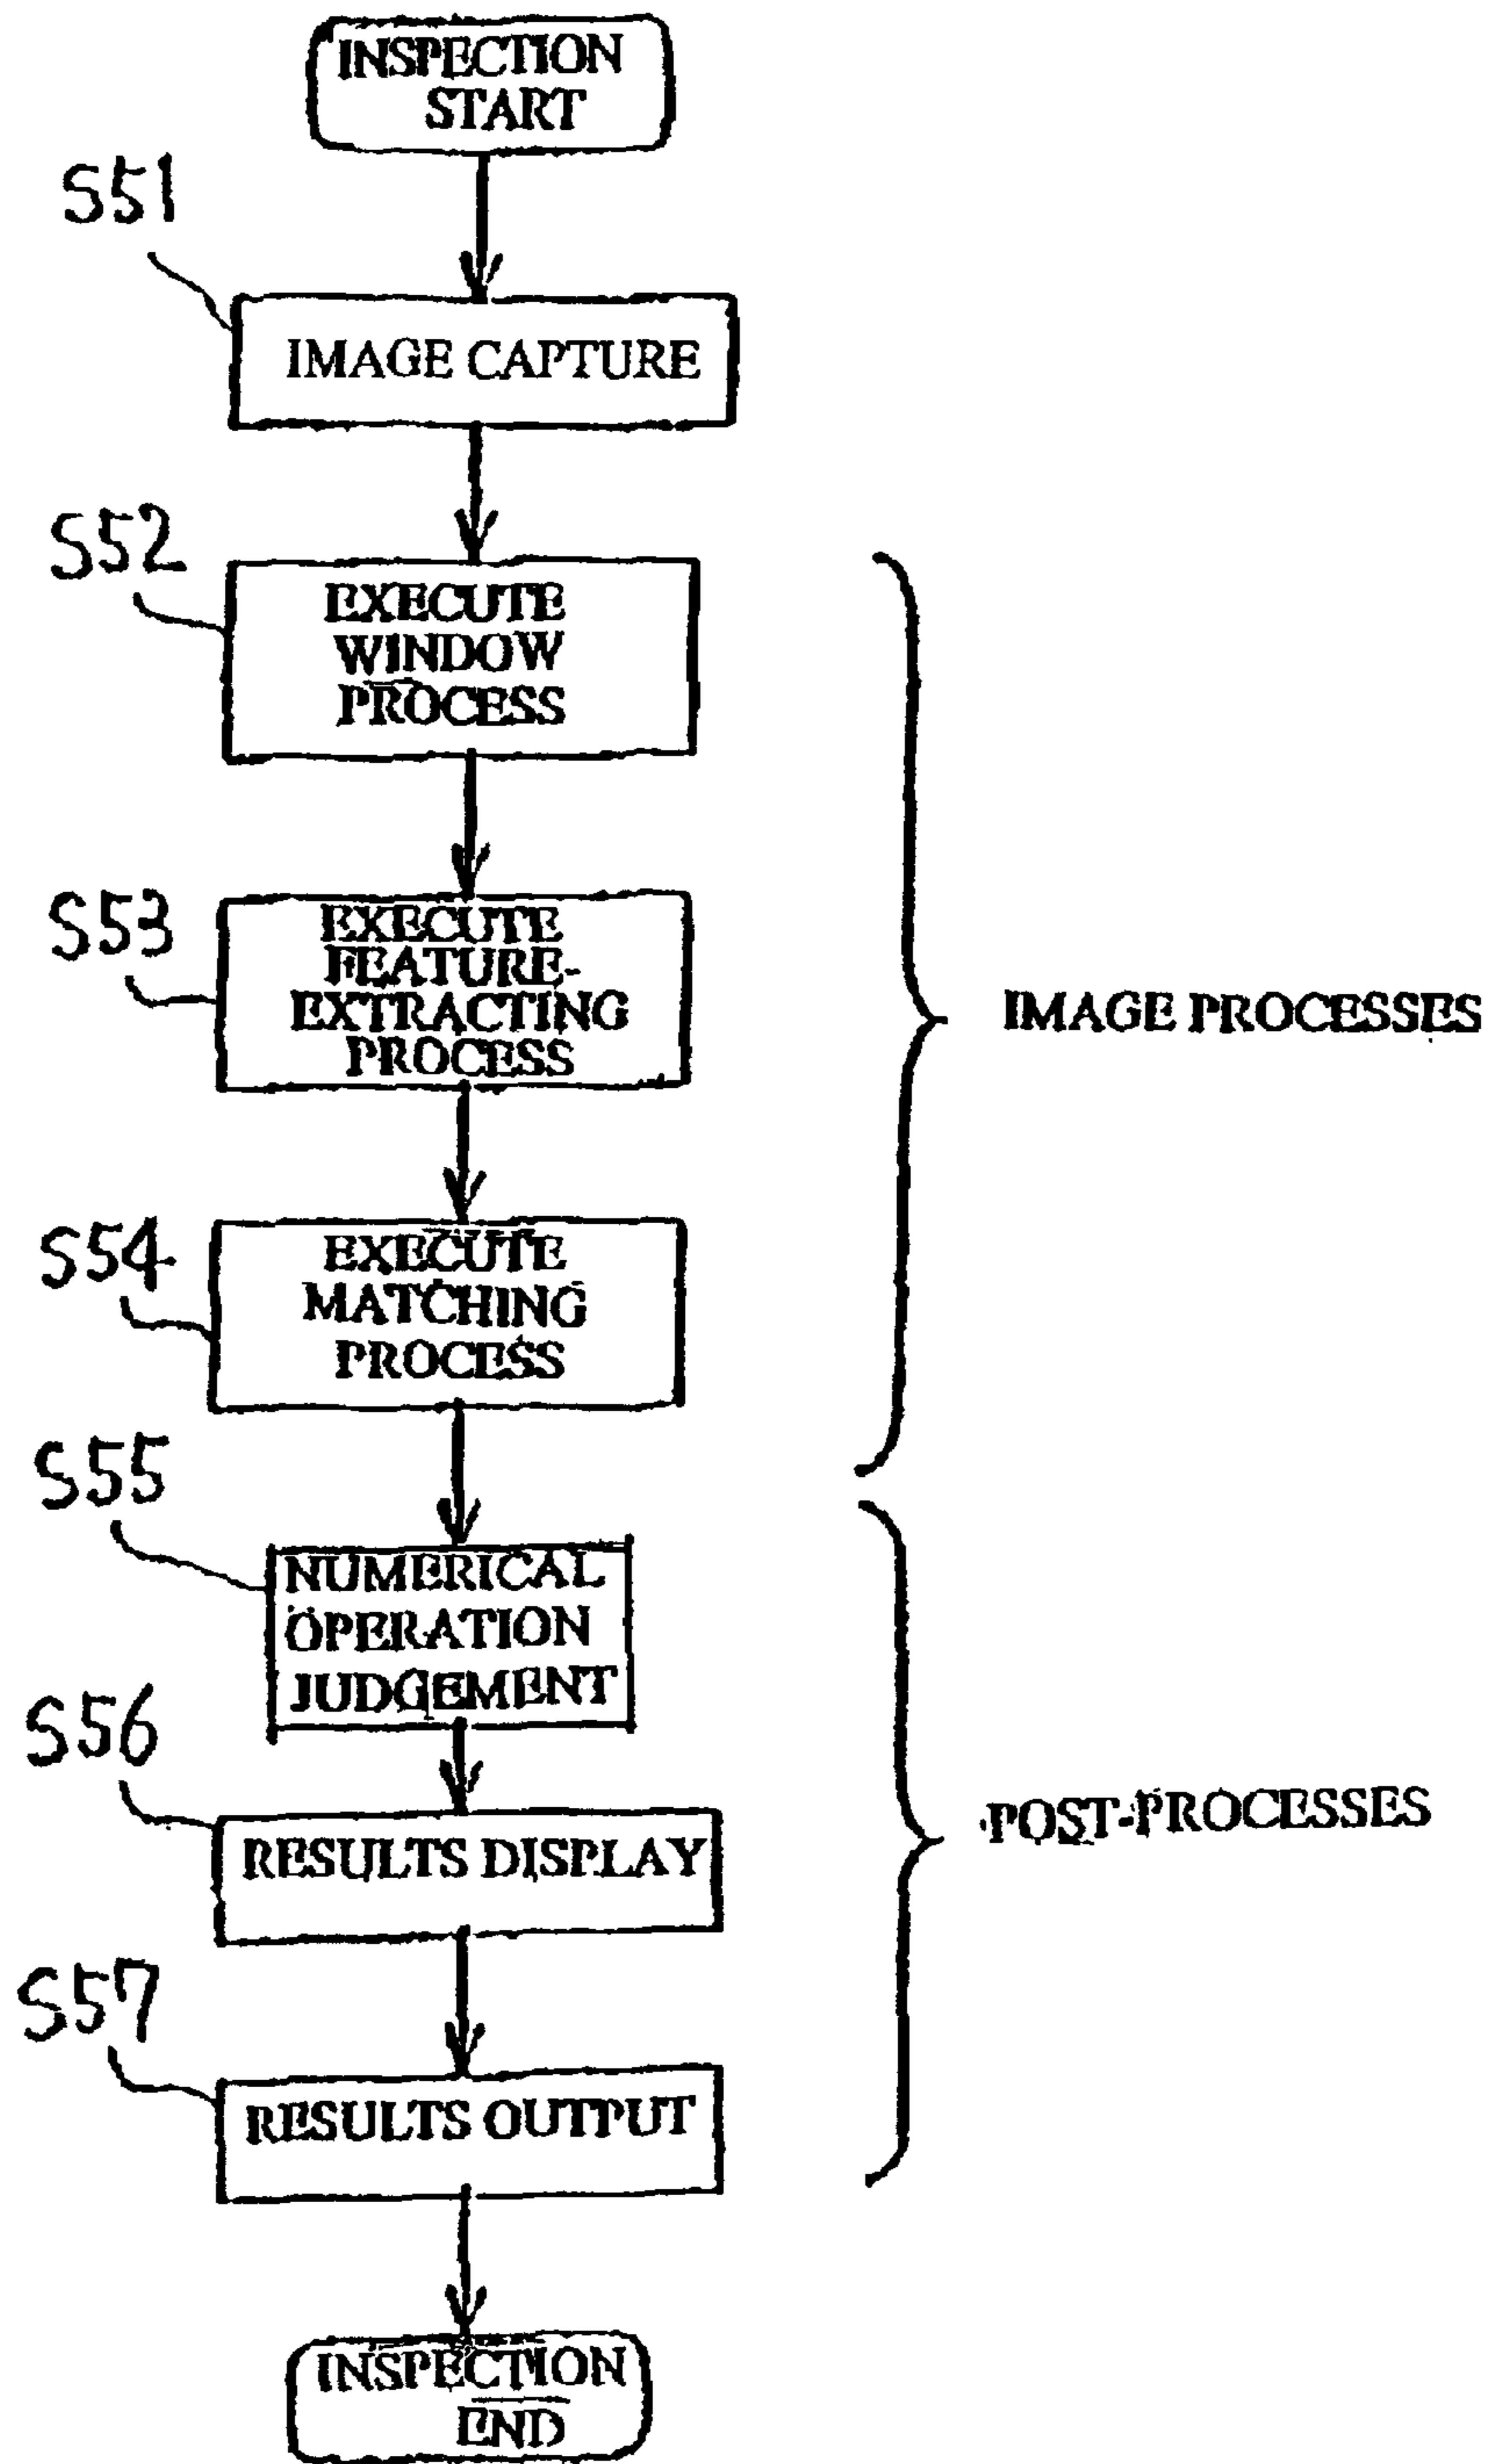 INSPECTION
START
S51
IMAGE CAPTURE
S52
EXECUTE
WINDOW
PROCESS
S53
EXECUTE
FEATURE-
EXTRACTING
PROCESS
IMAGE PROCESSES
S54
EXECUTE
MATCHING
PROCESS
S55
NUMERICAL
OPERATION
JUDGEMENT
S56
RESULTS DISPLAY
POST-PROCESSES
S57
RESULTS OUTPUT
INSPECTION
END